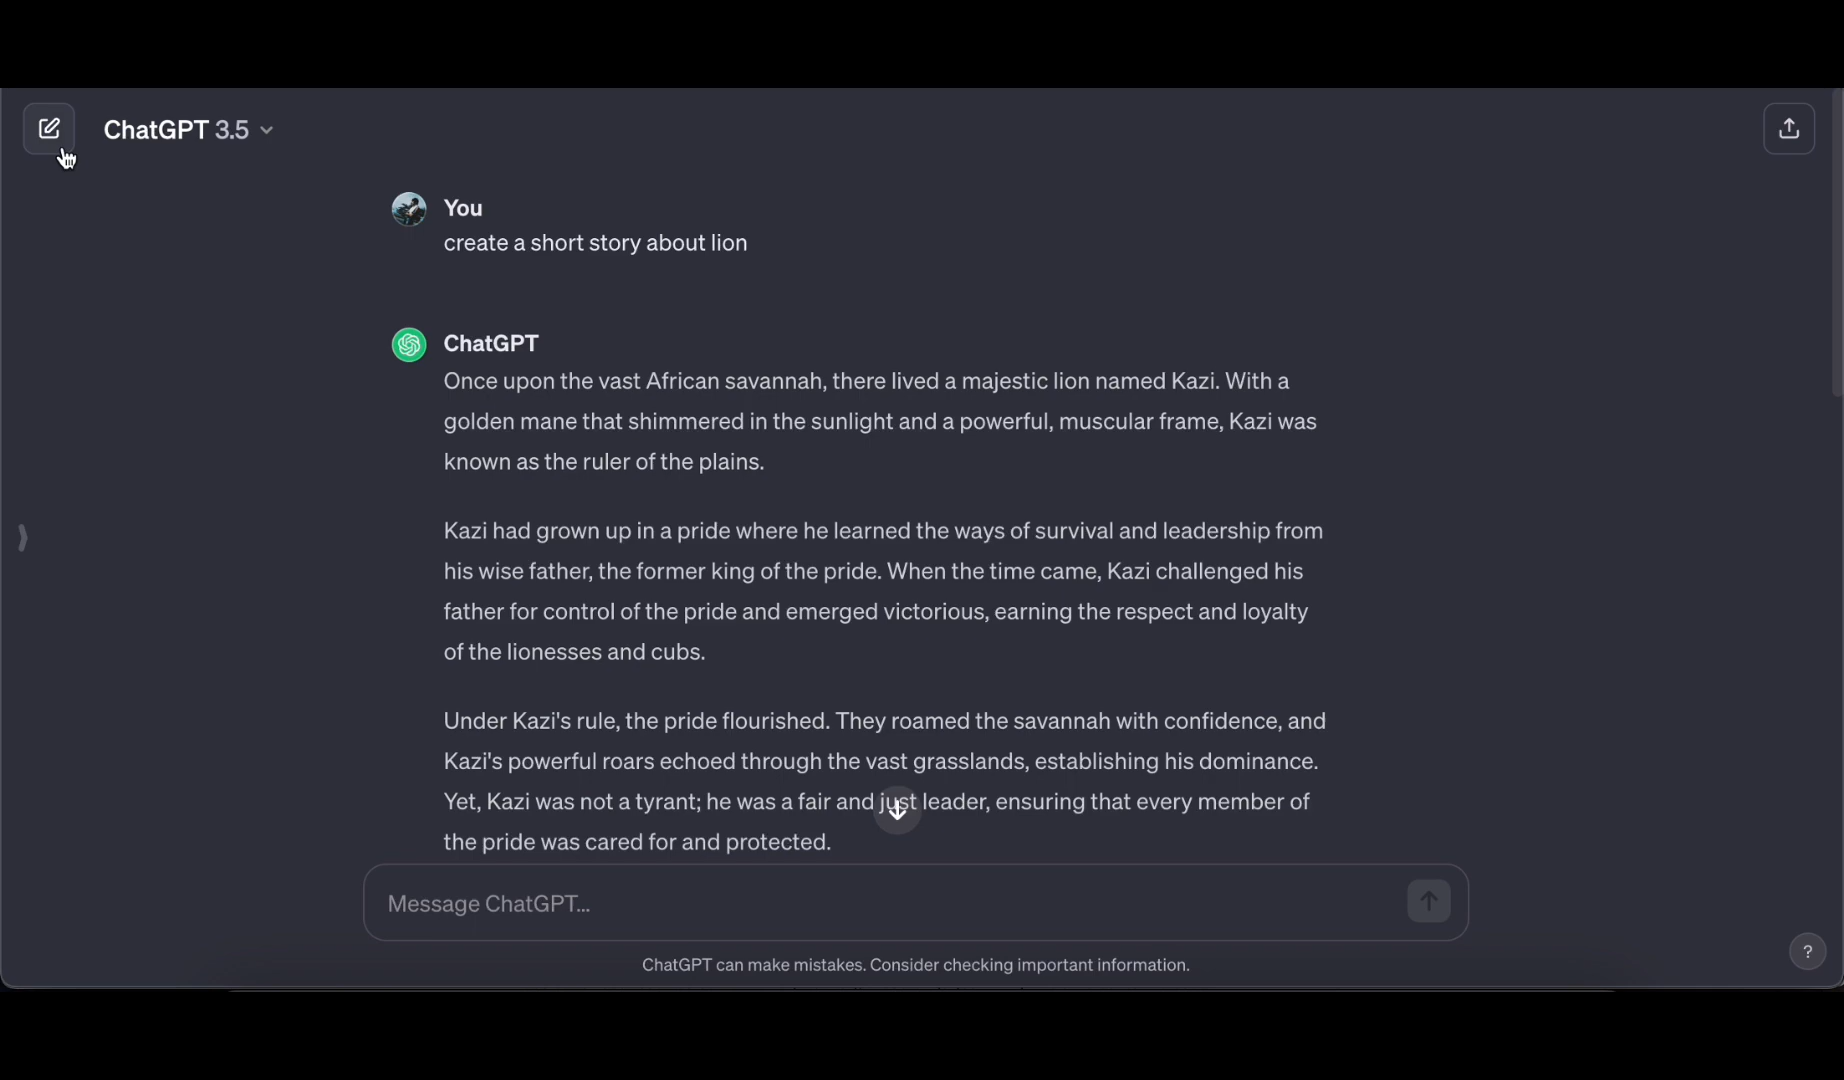 ChatGPT 3.5
You
create a short story about lion
ChatGPT
Once upon the vast African savannah, there lived a majestic lion named Kazi. With a
golden mane that shimmered in the sunlight and a powerful, muscular frame, Kazi was
known as the ruler of the plains.
Kazi had grown up in a pride where he learned the ways of survival and leadership from
his wise father, the former king of the pride. When the time came, Kazi challenged his
father for control of the pride and emerged victorious, earning the respect and loyalty
of the lionesses and cubs.
Under Kazi's rule, the pride flourished. They roamed the savannah with confidence, and
Kazi's powerful roars echoed through the vast grasslands, establishing his dominance.
Yet, Kazi was not a tyrant; he was a fair and just leader, ensuring that every member of
the pride was cared for and protected.
Message ChatGPT...
ChatGPT can make mistakes. Consider checking important information.
?